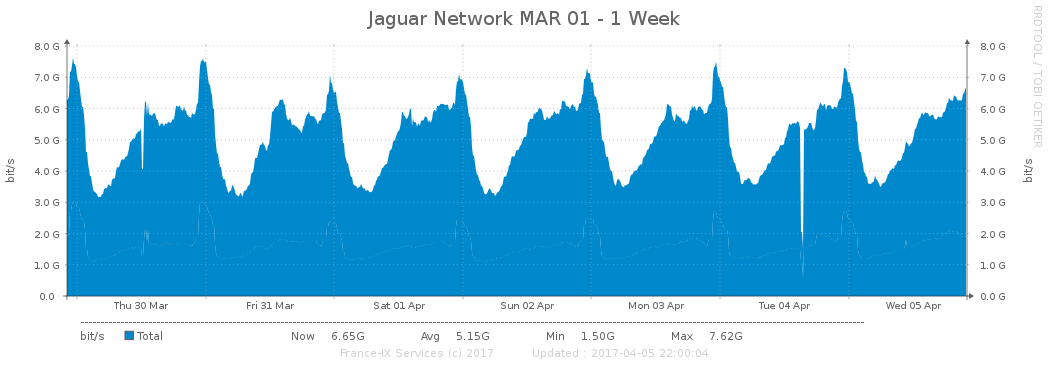 Jaguar Network MAR 01 - 1 Week
RRDTOOL / TOBI OETIKER
8.0 G 8.0 G
7.0 G 7.0 G
6.0 G 6.0 G
5.0 G 5.0 G
4.0 G 4.0 G
3.0 G 3.0 G
2.0 G 2.0 G
1.0 G 1.0 G
0.0 0.0 G
bit/s bit/s
Thu 30 Mar Fri 31 Mar Sat 01 Apr Sun 02 Apr Mon 03 Apr Tue 04 Apr Wed 05 Apr
bit/s Total Now 6.65G Avg 5.15G Min 1.50G Max 7.62G
France-IX Services (c) 2017 Updated : 2017-04-05 22:00:04